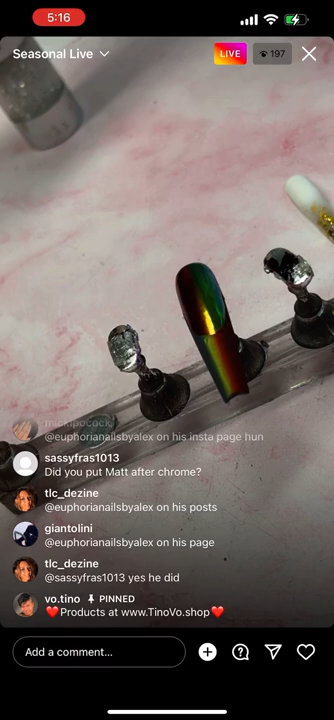 5:16
Seasonal Live
LIVE
197
mickipocock
@euphorianailsbyalex on his insta page hun
sassyfras1013
Did you put Matt after chrome?
tlc_dezine
@euphorianailsbyalex on his posts
giantolini
@euphorianailsbyalex on his page
tlc_dezine
@sassyfras1013 yes he did
vo.tino PINNED
❤️Products at www.TinoVo.shop❤️
Add a comment...